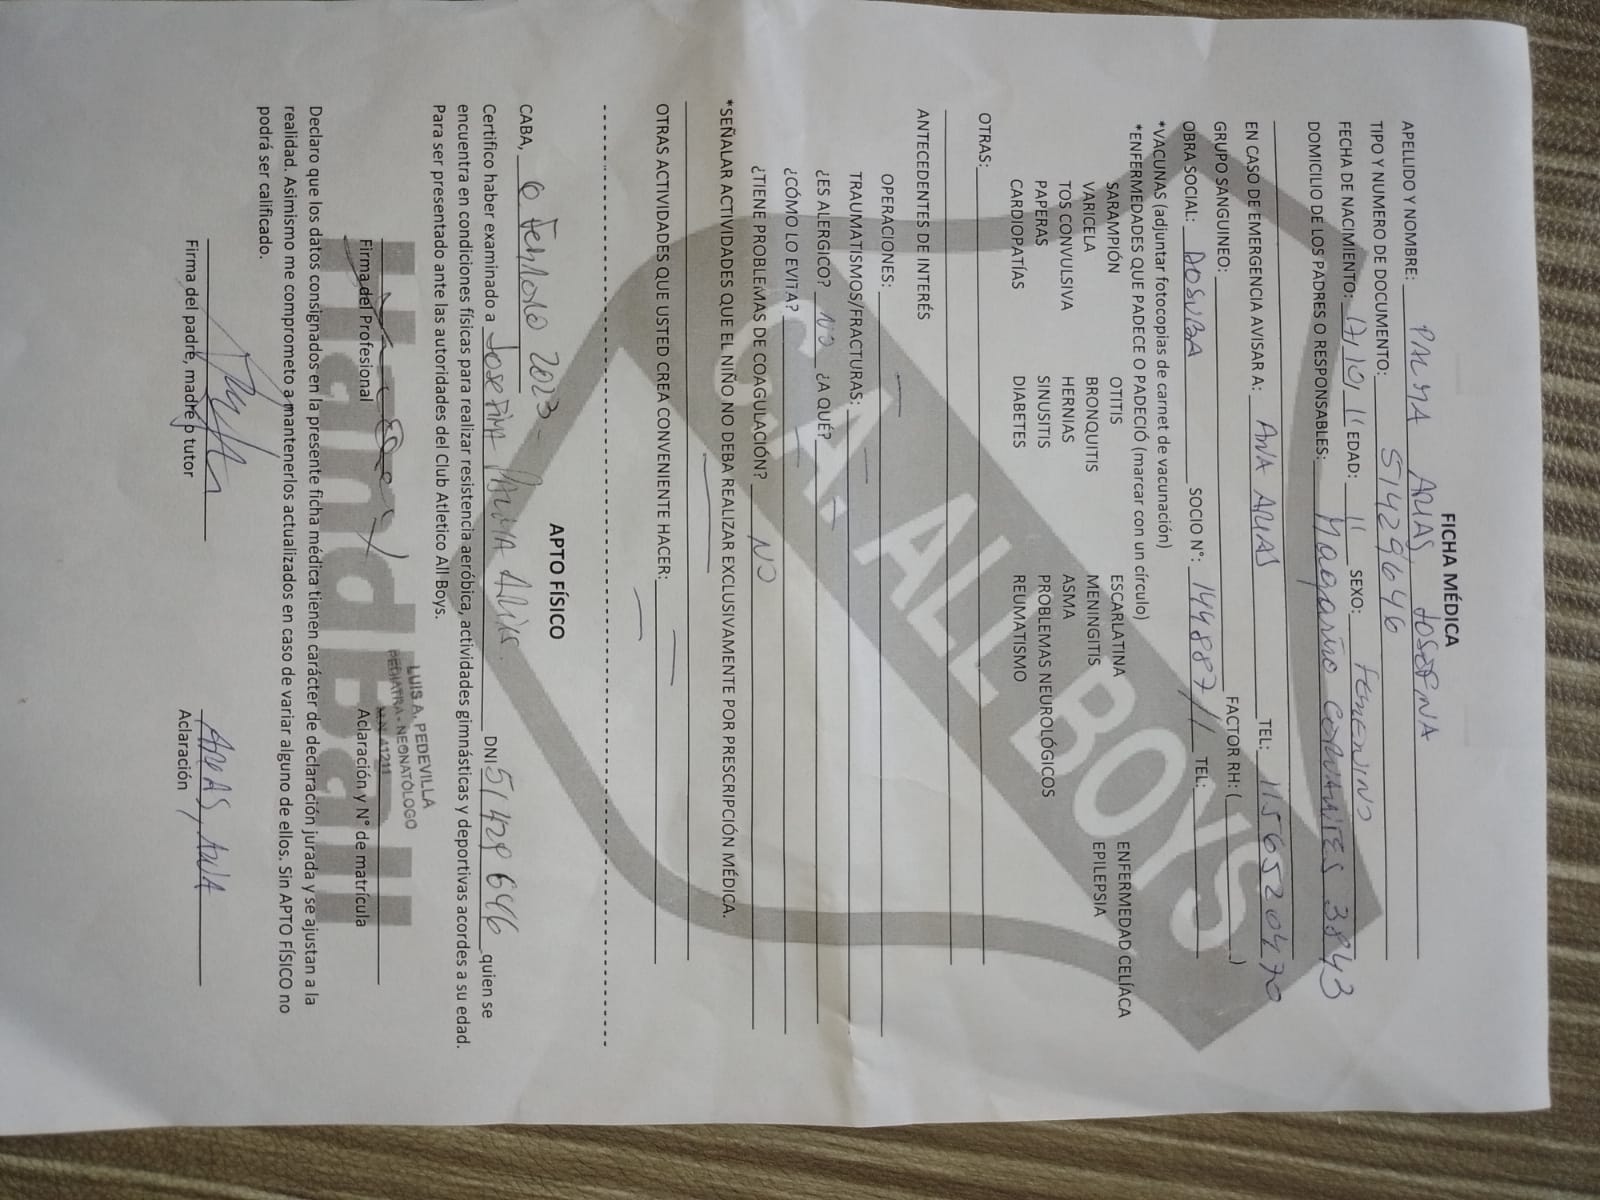 FICHA MÉDICA
APELLIDO Y NOMBRE: PALMA ARIAS JOSEFINA
TIPO Y NUMERO DE DOCUMENTO: 51429646
FECHA DE NACIMIENTO: 17/10/11 EDAD: 11 SEXO: Femenino
DOMICILIO DE LOS PADRES O RESPONSABLES: Magariño Cervantes 3843
EN CASO DE EMERGENCIA AVISAR A: ANA ARIAS TEL: 1156520470
GRUPO SANGUINEO: FACTOR RH: ( )
OBRA SOCIAL: DOSUBA SOCIO N°: 144887/1 TEL:
*VACUNAS (adjuntar fotocopias de carnet de vacunación)
*ENFERMEDADES QUE PADECE O PADECIÓ (marcar con un círculo)
SARAMPIÓN OTITIS ESCARLATINA ENFERMEDAD CELÍACA
VARICELA BRONQUITIS MENINGITIS EPILEPSIA
TOS CONVULSIVA HERNIAS ASMA
PAPERAS SINUSITIS PROBLEMAS NEUROLÓGICOS
CARDIOPATÍAS DIABETES REUMATISMO
OTRAS:
ANTECEDENTES DE INTERÉS
OPERACIONES: —
TRAUMATISMOS/FRACTURAS: —
¿ES ALERGICO? NO ¿A QUÉ? —
¿CÓMO LO EVITA? —
¿TIENE PROBLEMAS DE COAGULACIÓN? NO
*SEÑALAR ACTIVIDADES QUE EL NIÑO NO DEBA REALIZAR EXCLUSIVAMENTE POR PRESCRIPCIÓN MÉDICA.
—
OTRAS ACTIVIDADES QUE USTED CREA CONVENIENTE HACER: —
—
APTO FÍSICO
CABA, 6 Febrero 2023-
Certifico haber examinado a Josefina Palma Arias. DNI 51429646 quien se
encuentra en condiciones físicas para realizar resistencia aeróbica, actividades gimnásticas y deportivas acordes a su edad.
Para ser presentado ante las autoridades del Club Atletico All Boys.
LUIS A. PEDEVILLA
PEDIATRA - NEONATÓLOGO
M.N. 41211
Firma del Profesional Aclaración y N° de matrícula
Declaro que los datos consignados en la presente ficha médica tienen carácter de declaración jurada y se ajustan a la
realidad. Asimismo me comprometo a mantenerlos actualizados en caso de variar alguno de ellos. Sin APTO FÍSICO no
podrá ser calificado.
ARIAS, ANA
Firma del padre, madre o tutor Aclaración
C.A. ALL BOYS
HandBall